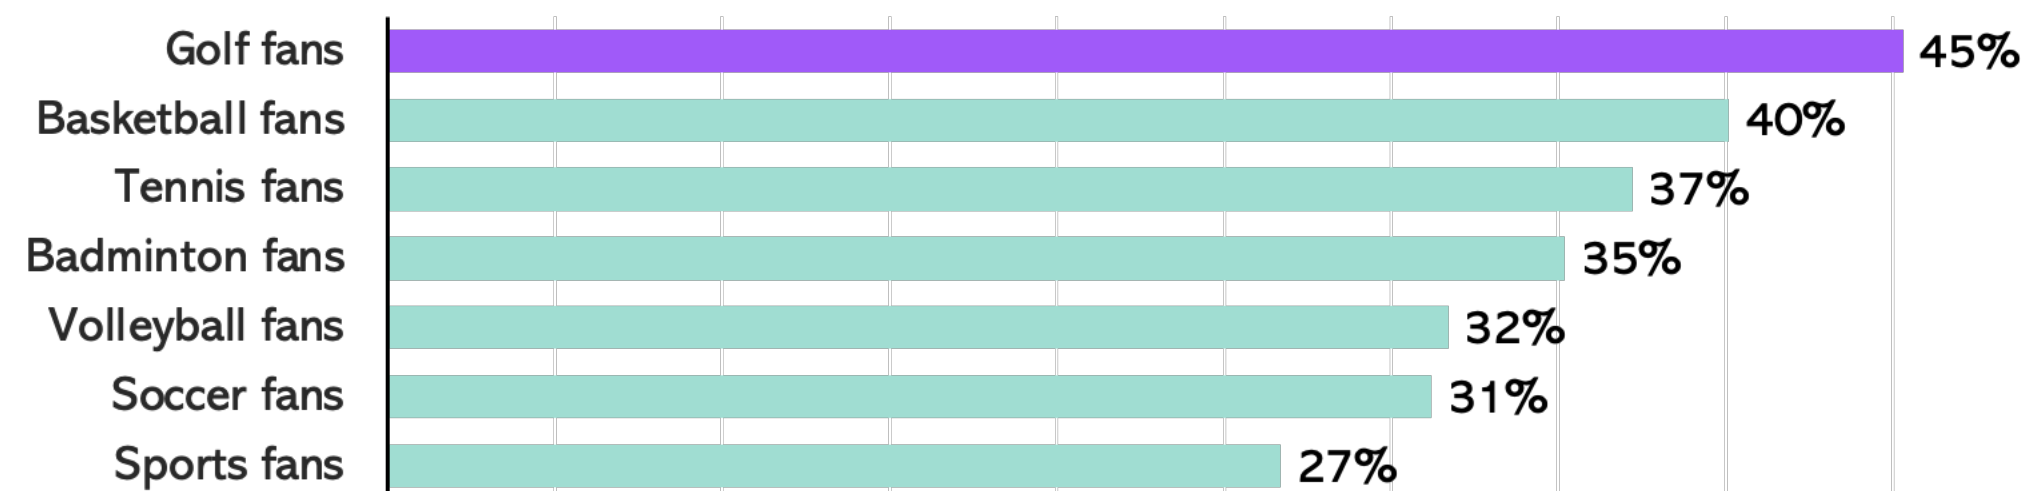 Golf fans 45%
Basketball fans 40%
Tennis fans 37%
Badminton fans 35%
Volleyball fans 32%
Soccer fans 31%
Sports fans 27%